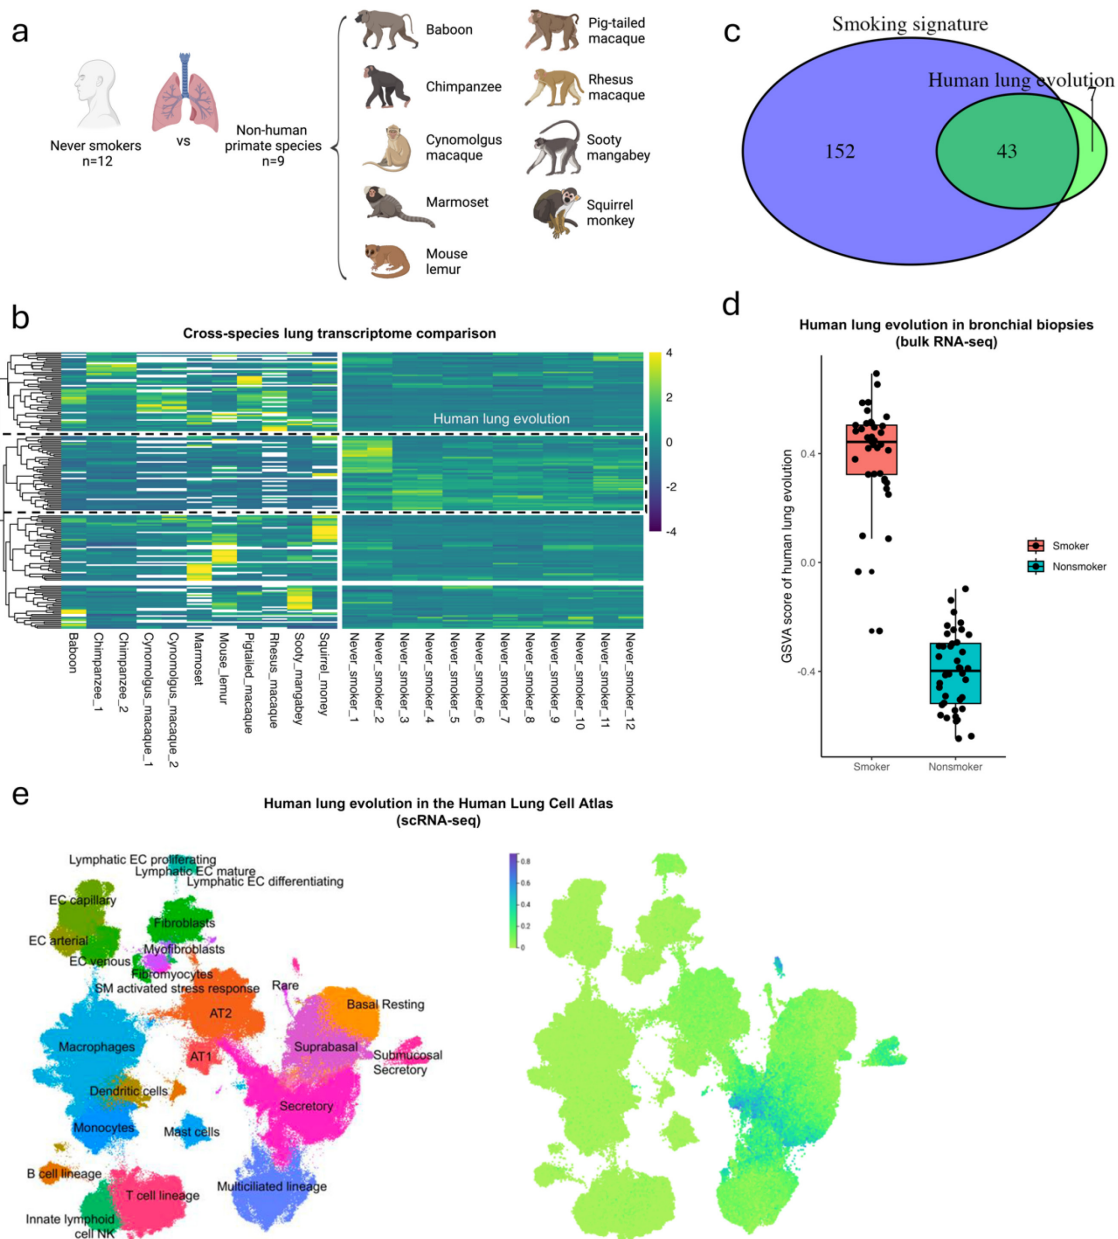 a
Never smokers
n=12
vs
Non-human
primate species
n=9
Baboon
Chimpanzee
Cynomolgus
macaque
Marmoset
Mouse
lemur
Pig-tailed
macaque
Rhesus
macaque
Sooty
mangabey
Squirrel
monkey
c
Smoking signature
Human lung evolution
7
152
43
b
Cross-species lung transcriptome comparison
Human lung evolution
4
2
0
-2
-4
Baboon
Chimpanzee_1
Chimpanzee_2
Cynomolgus_macaque_1
Cynomolgus_macaque_2
Marmoset
Mouse_lemur
Pigtailed_macaque
Rhesus_macaque
Sooty_mangabey
Squirrel_money
Never_smoker_1
Never_smoker_2
Never_smoker_3
Never_smoker_4
Never_smoker_5
Never_smoker_6
Never_smoker_7
Never_smoker_8
Never_smoker_9
Never_smoker_10
Never_smoker_11
Never_smoker_12
d
Human lung evolution in bronchial biopsies
(bulk RNA-seq)
GSVA score of human lung evolution
0.4
0.0
-0.4
Smoker
Nonsmoker
Smoker
Nonsmoker
e
Human lung evolution in the Human Lung Cell Atlas
(scRNA-seq)
Lymphatic EC proliferating
Lymphatic EC mature
Lymphatic EC differentiating
EC capillary
Fibroblasts
EC arterial
Myofibroblasts
EC venous
Fibromyocytes
SM activated stress response
Rare
AT2
Basal Resting
Macrophages
AT1
Suprabal
Submucosal
Secretory
Dendritic cells
Secretory
Monocytes
Mast cells
B cell lineage
T cell lineage
Multiciliated lineage
Innate lymphoid
cell NK
0.8
0.6
0.4
0.2
0